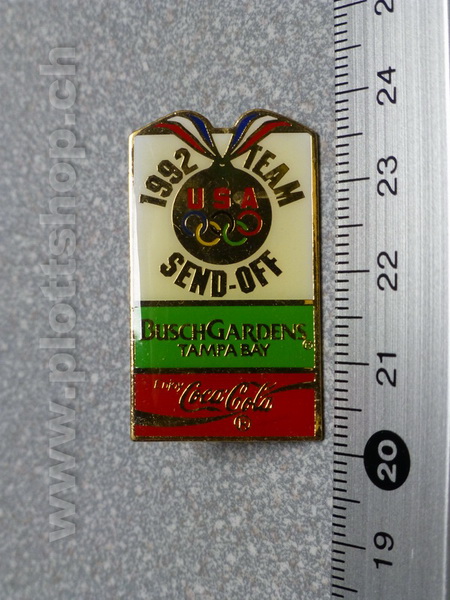 1992 TEAM
USA
SEND-OFF
BUSCH GARDENS®
TAMPA BAY
Enjoy
Coca-Cola
®
24
23
22
21
20
19
www.plottshop.ch